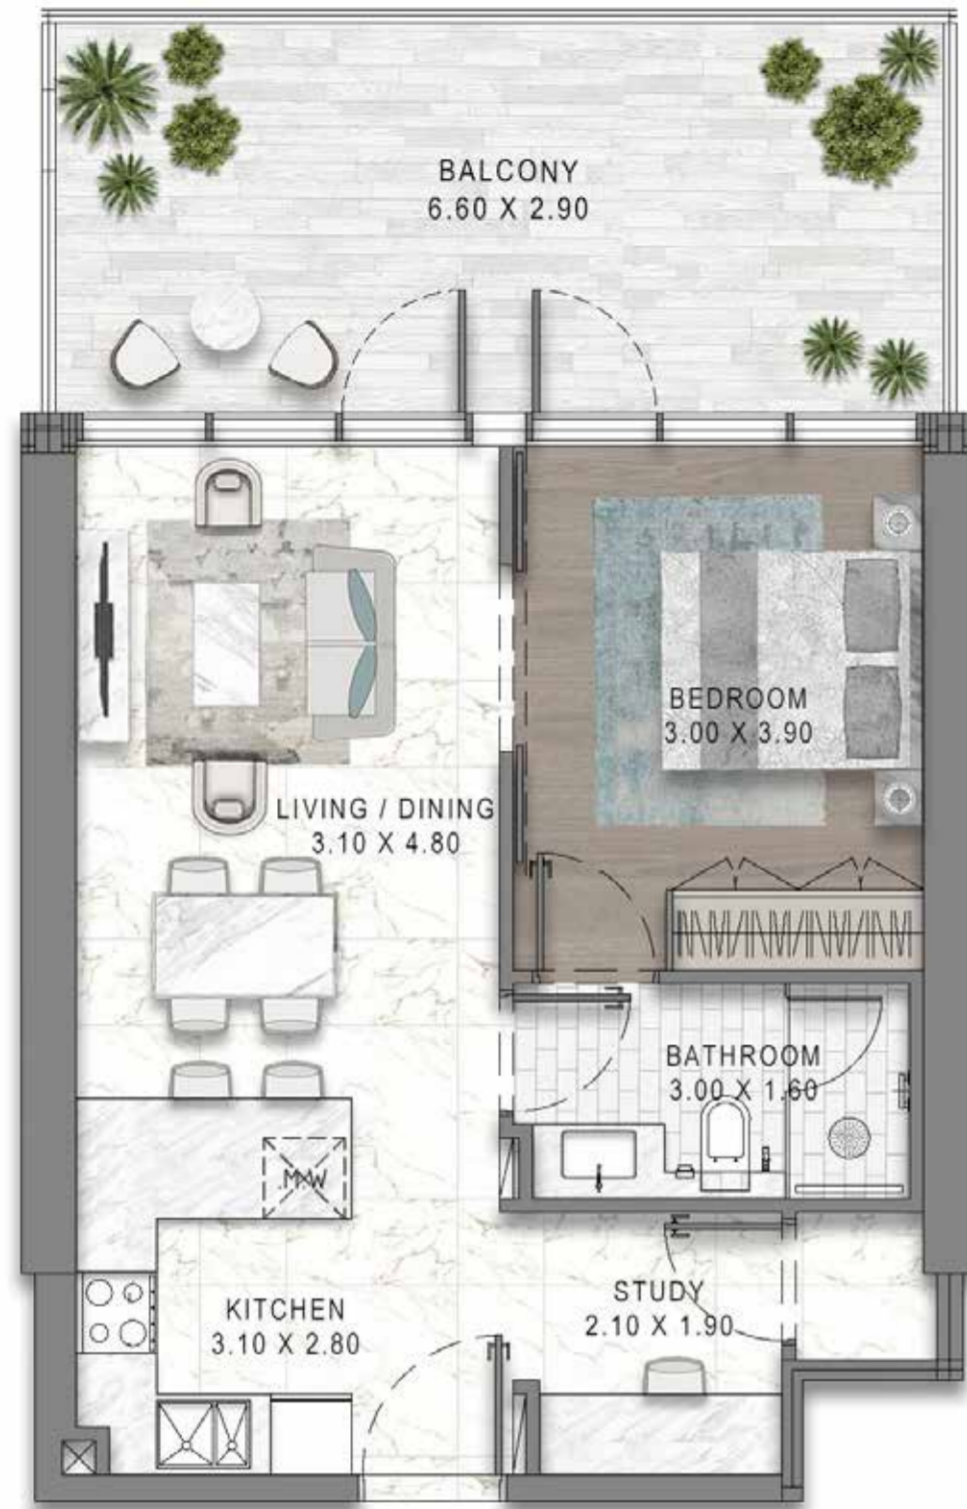 BALCONY
6.60 X 2.90
BEDROOM
3.00 X 3.90
LIVING / DINING
3.10 X 4.80
BATHROOM
3.00 X 1.60
M.W
KITCHEN
3.10 X 2.80
STUDY
2.10 X 1.90